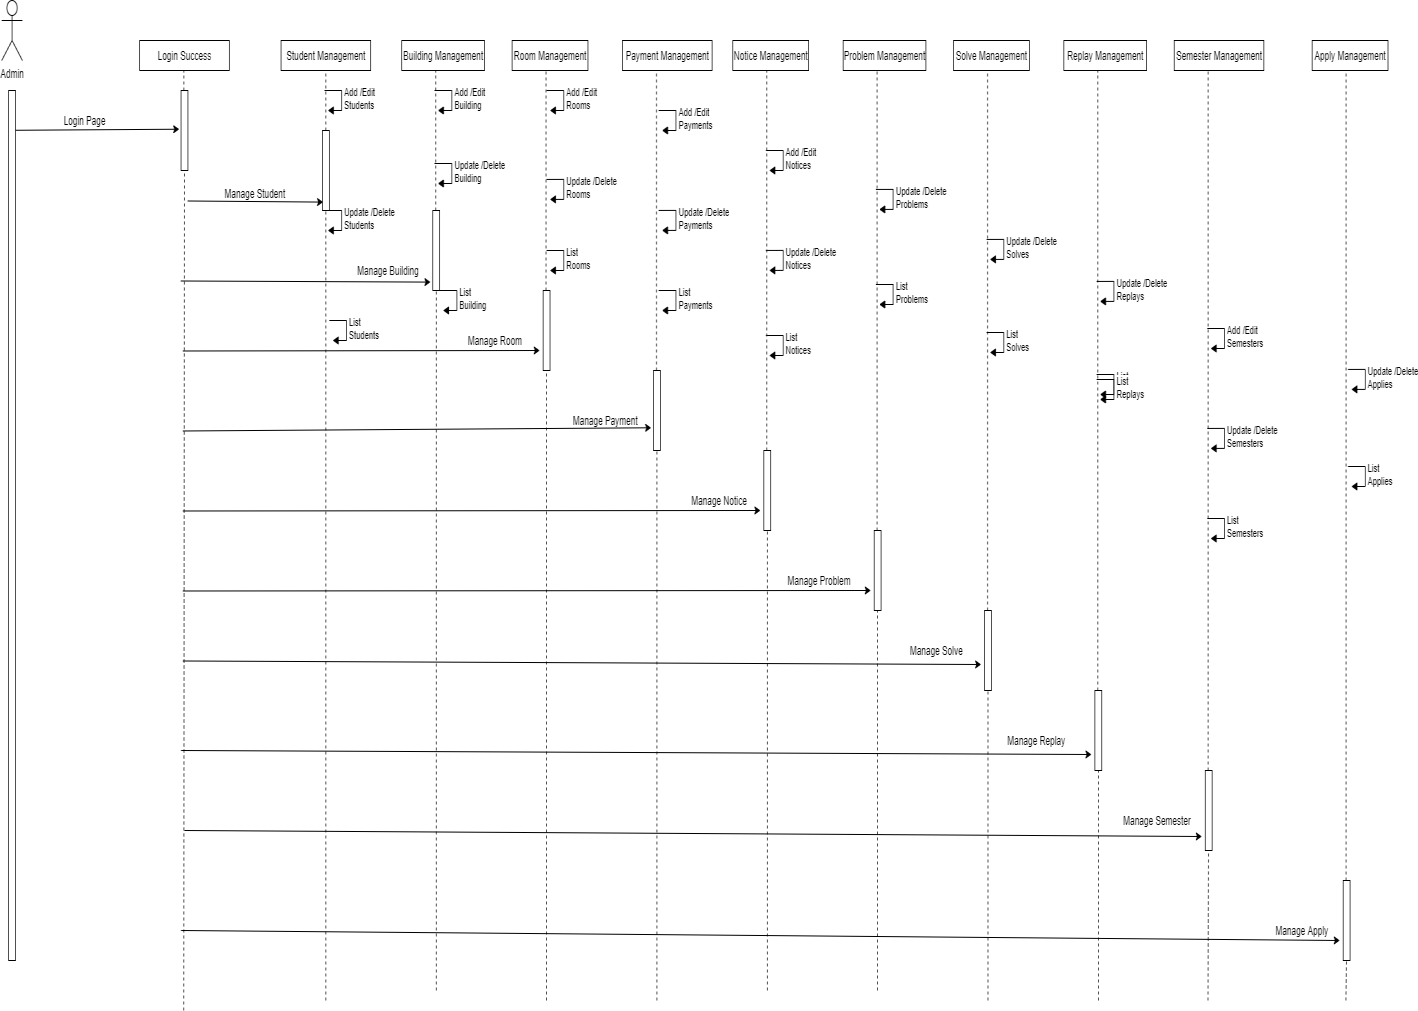 Admin
Login Success
Student Management
Building Management
Room Management
Payment Management
Notice Management
Problem Management
Solve Management
Replay Management
Semester Management
Apply Management
Add /Edit
Students
Add /Edit
Building
Add /Edit
Rooms
Add /Edit
Payments
Login Page
Add /Edit
Notices
Update /Delete
Building
Manage Student
Update /Delete
Rooms
Update /Delete
Problems
Update /Delete
Students
Update /Delete
Payments
Update /Delete
Solves
List
Rooms
Update /Delete
Notices
Manage Building
Update /Delete
Replays
List
Building
List
Payments
List
Problems
List
Students
Manage Room
List
Notices
List
Solves
Add /Edit
Semesters
List
Replays
Update /Delete
Applies
Manage Payment
Update /Delete
Semesters
List
Applies
Manage Notice
List
Semesters
Manage Problem
Manage Solve
Manage Replay
Manage Semester
Manage Apply